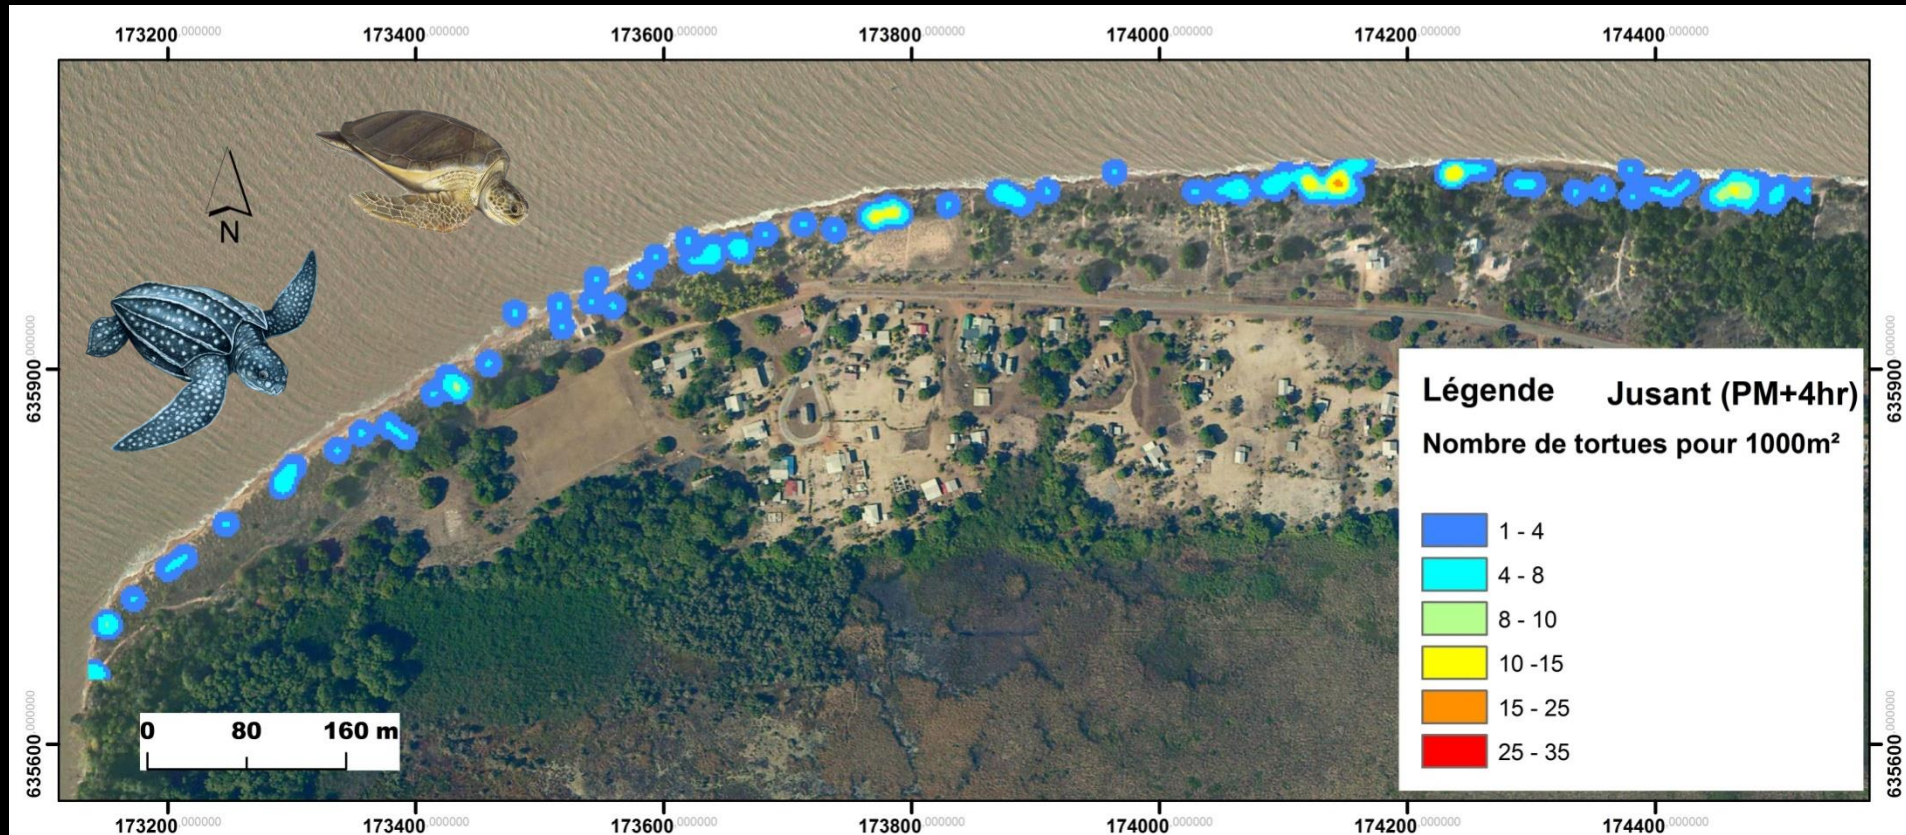 173200,000000 173400,000000 173600,000000 173800,000000 174000,000000 174200,000000 174400,000000
N
635900,000000
635900,000000
Légende Jusant (PM+4hr)
Nombre de tortues pour 1000m²
1 - 4
4 - 8
8 - 10
10 -15
15 - 25
25 - 35
0 80 160 m
635600,000000
635600,000000
173200,000000 173400,000000 173600,000000 173800,000000 174000,000000 174200,000000 174400,000000